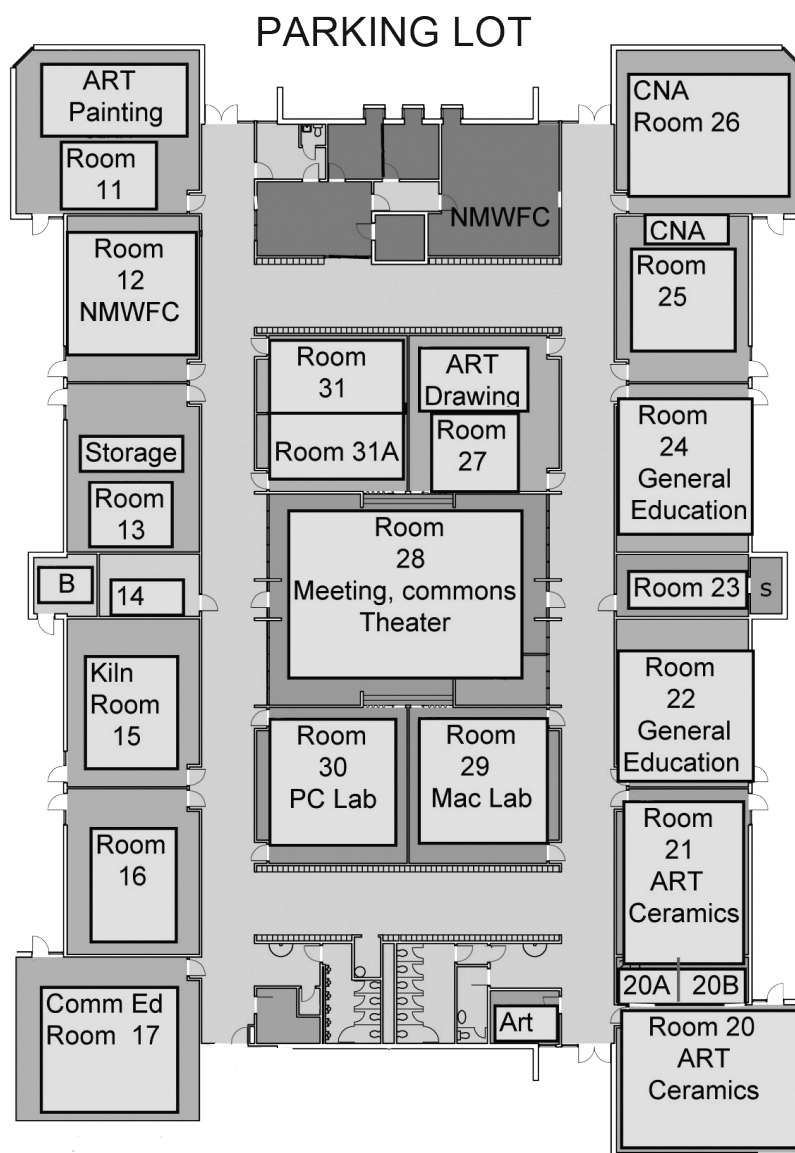 PARKING LOT
ART
Painting
Room
11
CNA
Room 26
NMWFC
Room
12
NMWFC
CNA
Room
25
Room
31
Room 31A
ART
Drawing
Room
27
Room
24
General
Education
Storage
Room
13
Room
28
Meeting, commons
Theater
B
14
Room 23
S
Kiln
Room
15
Room
22
General
Education
Room
30
PC Lab
Room
29
Mac Lab
Room
16
Room
21
ART
Ceramics
20A
20B
Comm Ed
Room 17
Art
Room 20
ART
Ceramics